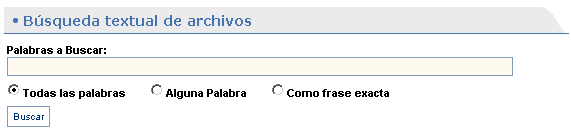 • Búsqueda textual de archivos
Palabras a Buscar:
Todas las palabras Alguna Palabra Como frase exacta
Buscar